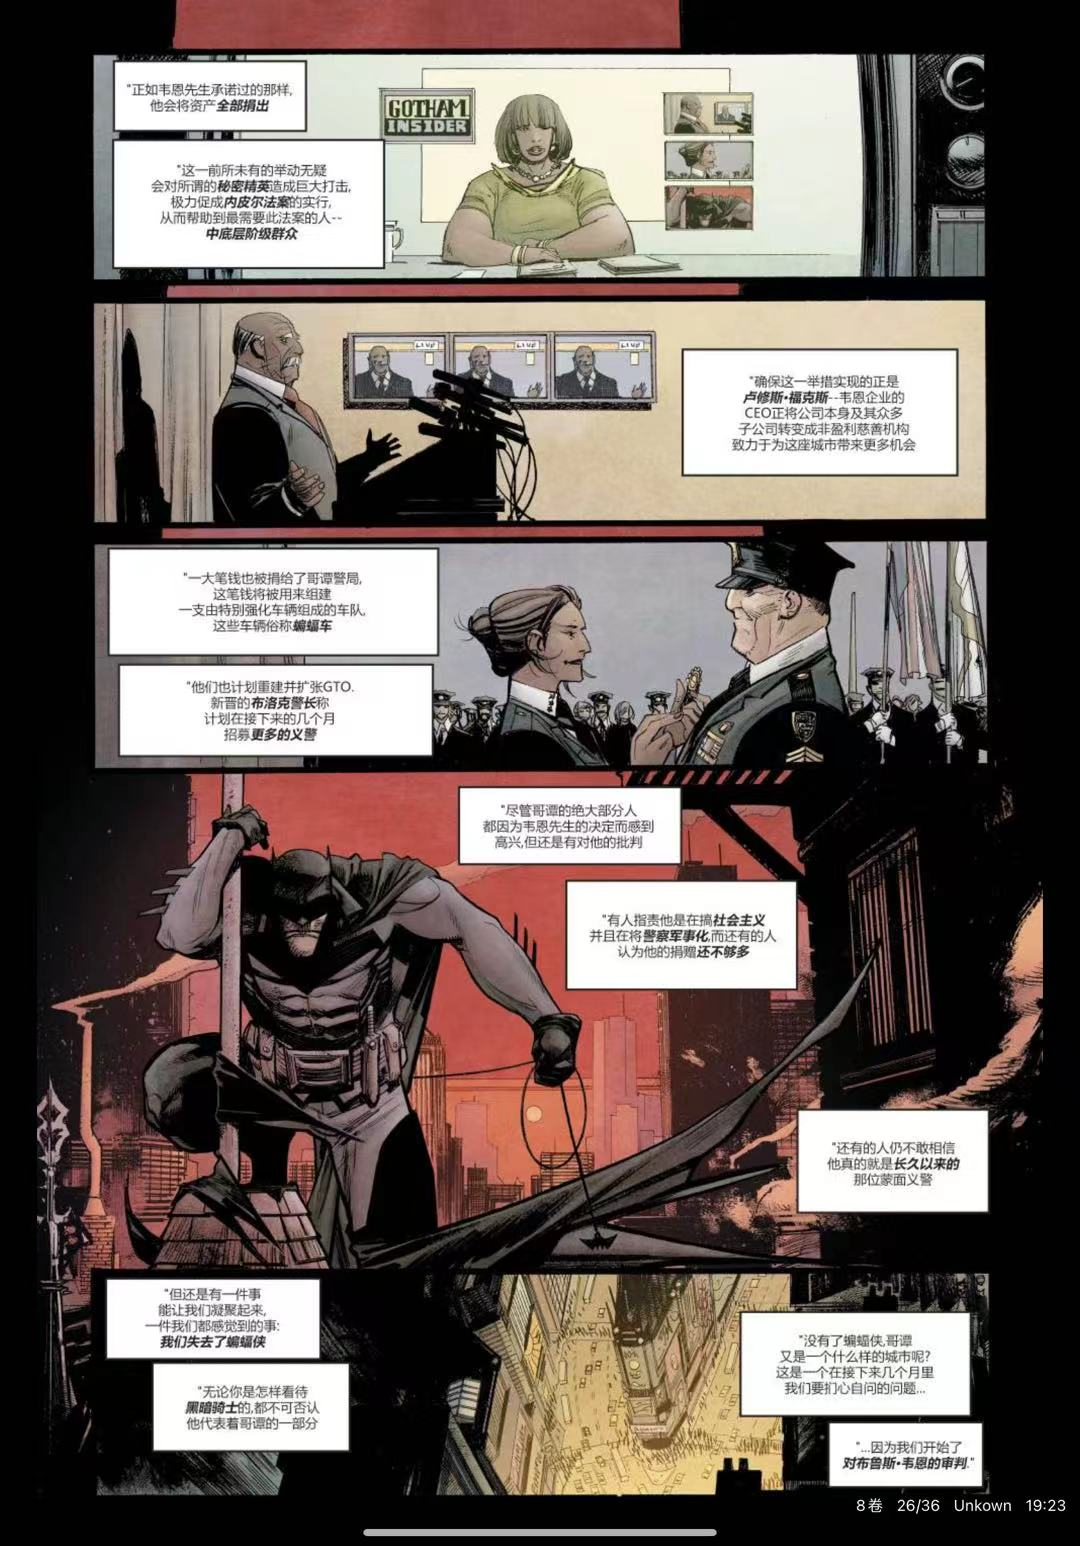 "正如韦恩先生承诺过的那样,
他会将资产全部捐出
GOTHAM
INSIDER
"这一前所未有的举动无疑
会对所谓的秘密精英造成巨大打击,
极力促成内皮尔法案的实行,
从而帮助到最需要此法案的人--
中底层阶级群众
"确保这一举措实现的正是
卢修斯·福克斯--韦恩企业的
CEO正将公司本身及其众多
子公司转变成非盈利慈善机构
致力于为这座城市带来更多机会
"一大笔钱也被捐给了哥谭警局,
这笔钱将被用来组建
一支由特别强化车辆组成的车队,
这些车辆俗称蝙蝠车
"他们也计划重建并扩张GTO.
新晋的布洛克警长称
计划在接下来的几个月
招募更多的义警
"尽管哥谭的绝大部分人
都因为韦恩先生的决定而感到
高兴,但还是有对他的批判
"有人指责他是在搞社会主义
并且在将警察军事化,而还有的人
认为他的捐赠还不够多
"还有的人仍不敢相信
他真的就是长久以来的
那位蒙面义警
"但还是有一件事
能让我们凝聚起来,
一件我们都感觉到的事:
我们失去了蝙蝠侠
"无论你是怎样看待
黑暗骑士的,都不可否认
他代表着哥谭的一部分
"没有了蝙蝠侠,哥谭
又是一个什么样的城市呢?
这是一个在接下来几个月里
我们要扪心自问的问题...
"...因为我们开始了
对布鲁斯·韦恩的审判."
8卷 26/36 Unkown 19:23